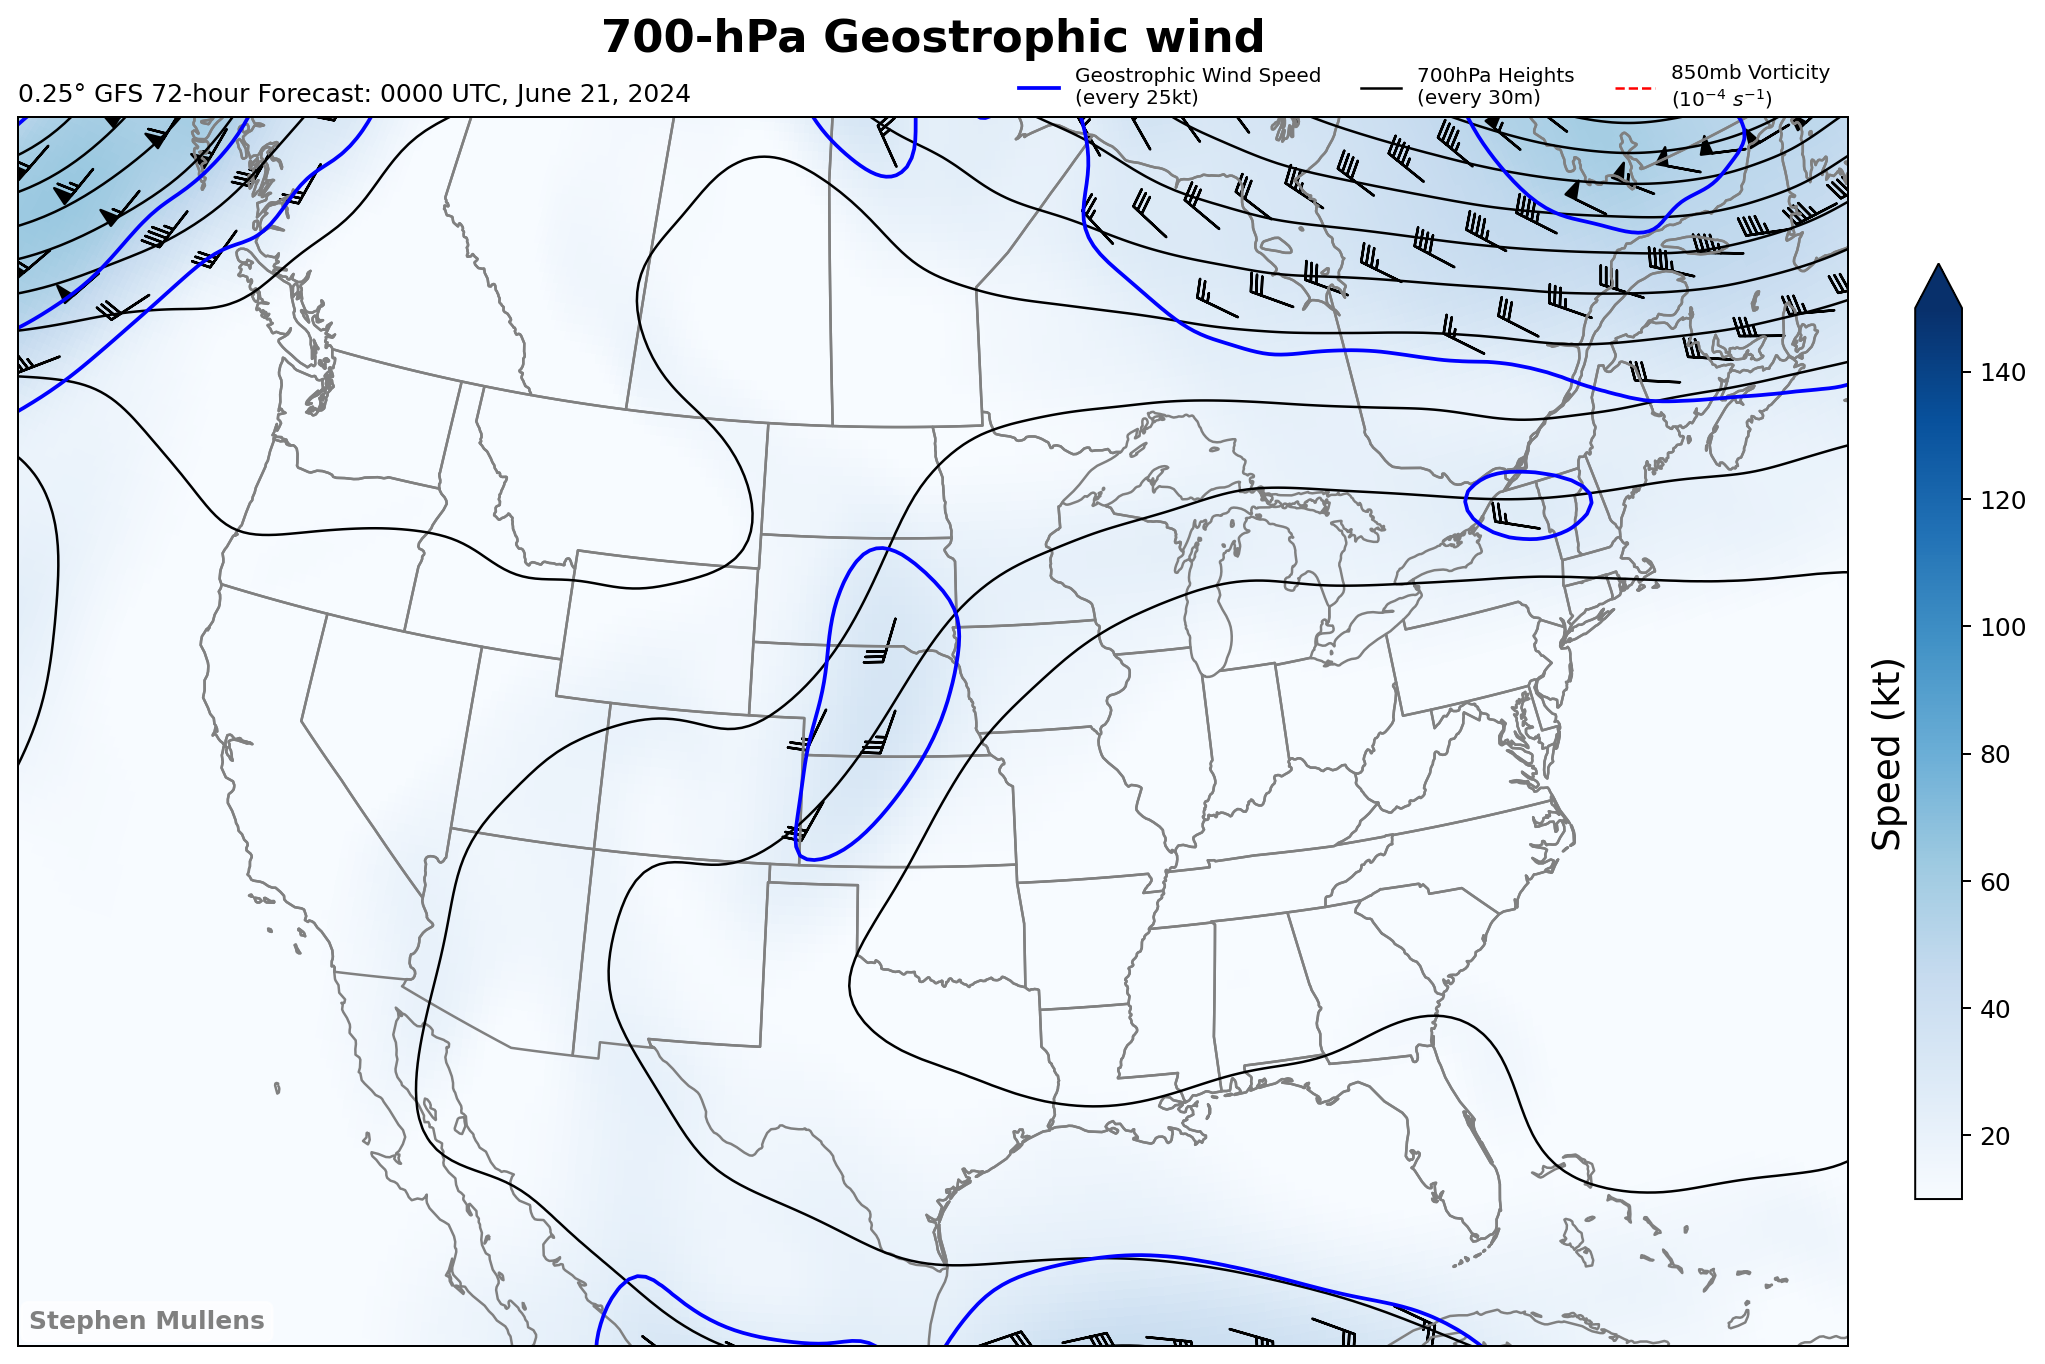 700-hPa Geostrophic wind
0.25° GFS 72-hour Forecast: 0000 UTC, June 21, 2024
Geostrophic Wind Speed
(every 25kt)
700hPa Heights
(every 30m)
850mb Vorticity
(10⁻⁴ s⁻¹)
140
120
100
80
60
40
20
Speed (kt)
Stephen Mullens